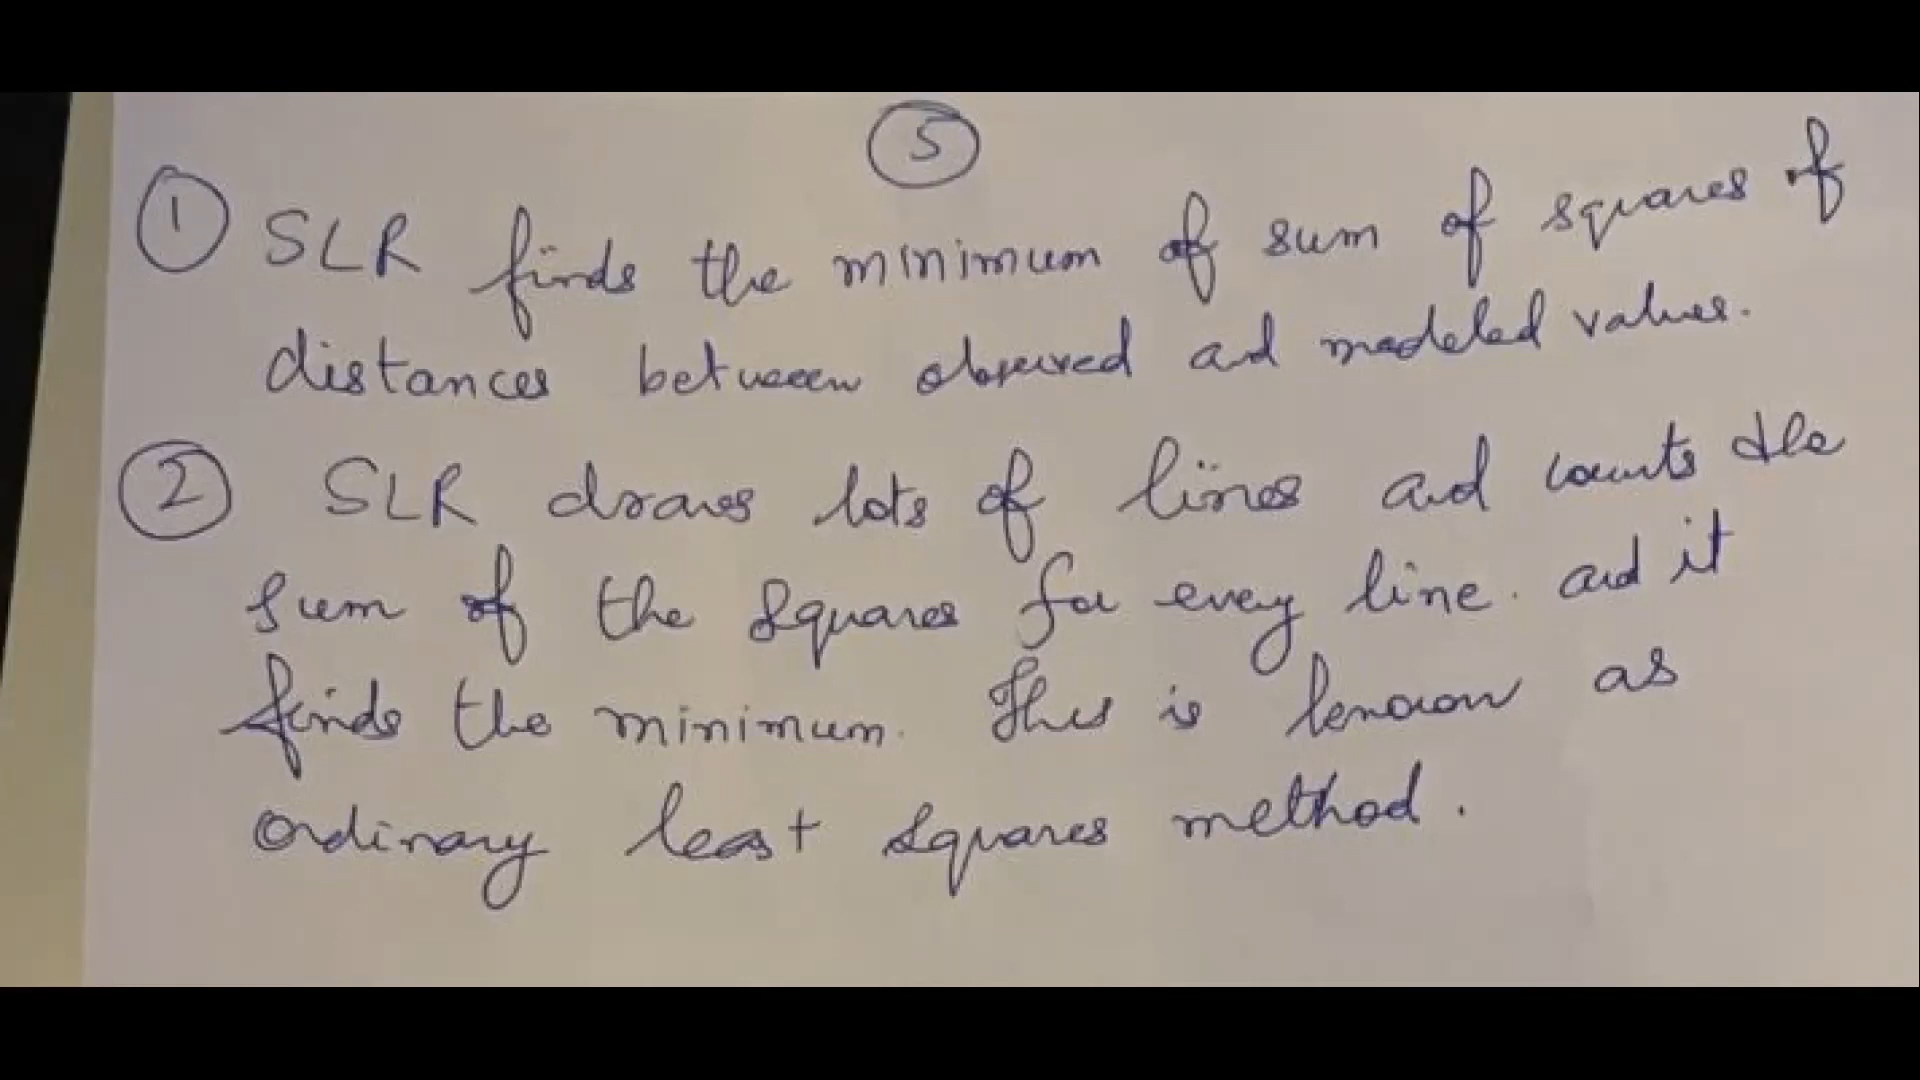 5
1 SLR finds the minimum of sum of squares of
distances between observed and modeled values.
2 SLR draws lots of lines and counts the
sum of the squares for every line. and it
finds the minimum. This is known as
ordinary least squares method.